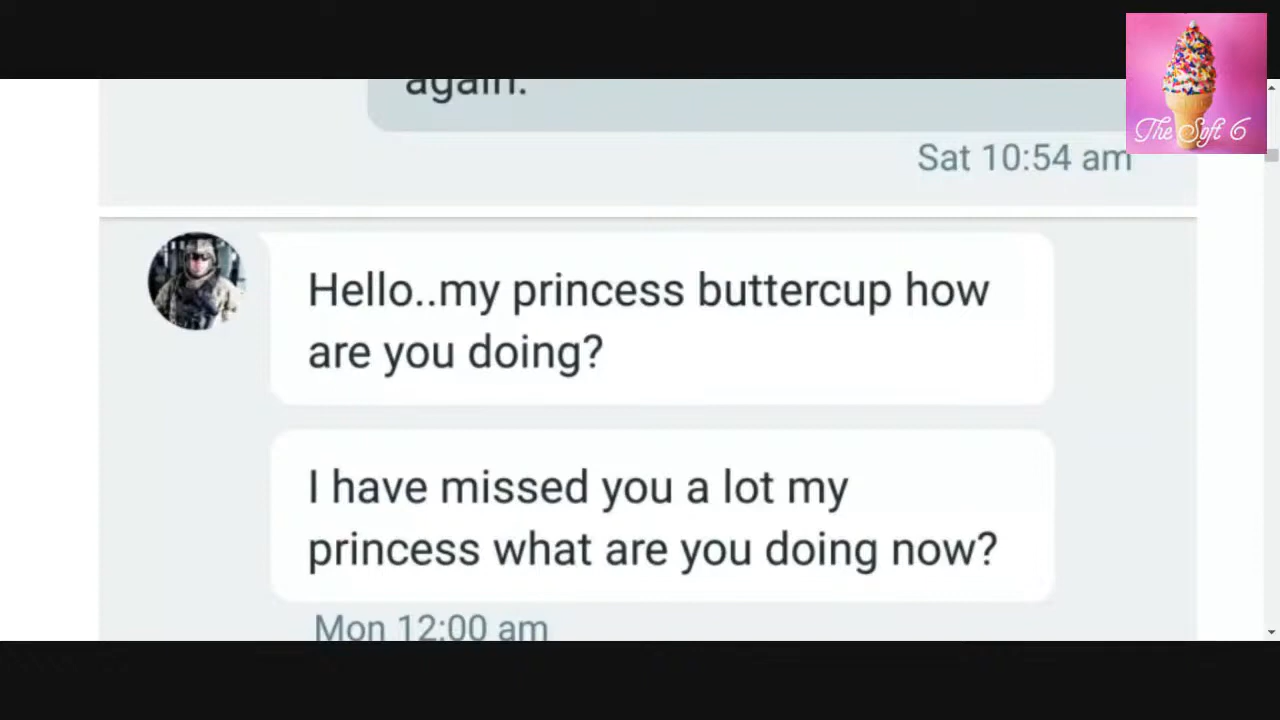 again.
The Soft 6
Sat 10:54 am
Hello..my princess buttercup how
are you doing?
I have missed you a lot my
princess what are you doing now?
Mon 12:00 am